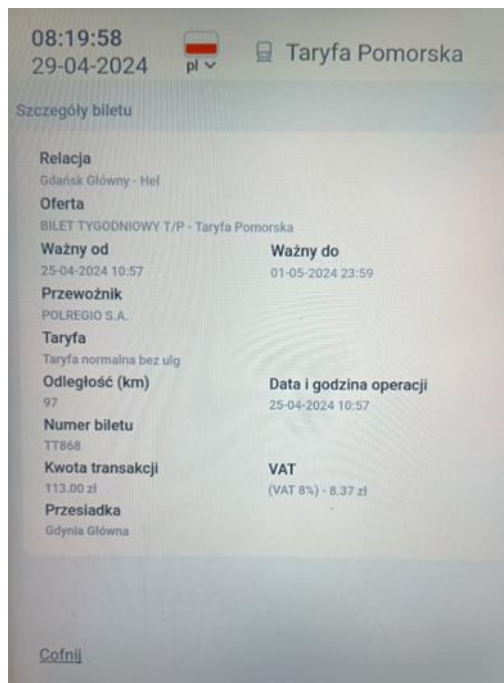 08:19:58
29-04-2024
pl
Taryfa Pomorska
Szczegóły biletu
Relacja
Gdańsk Główny - Hel
Oferta
BILET TYGODNIOWY T/P - Taryfa Pomorska
Ważny od
Ważny do
25-04-2024 10:57
01-05-2024 23:59
Przewoźnik
POLREGIO S.A.
Taryfa
Taryfa normalna bez ulg
Odległość (km)
Data i godzina operacji
97
25-04-2024 10:57
Numer biletu
TT868
Kwota transakcji
VAT
113.00 zł
(VAT 8%) - 8,37 zł
Przesiadka
Gdynia Główna
Cofnij